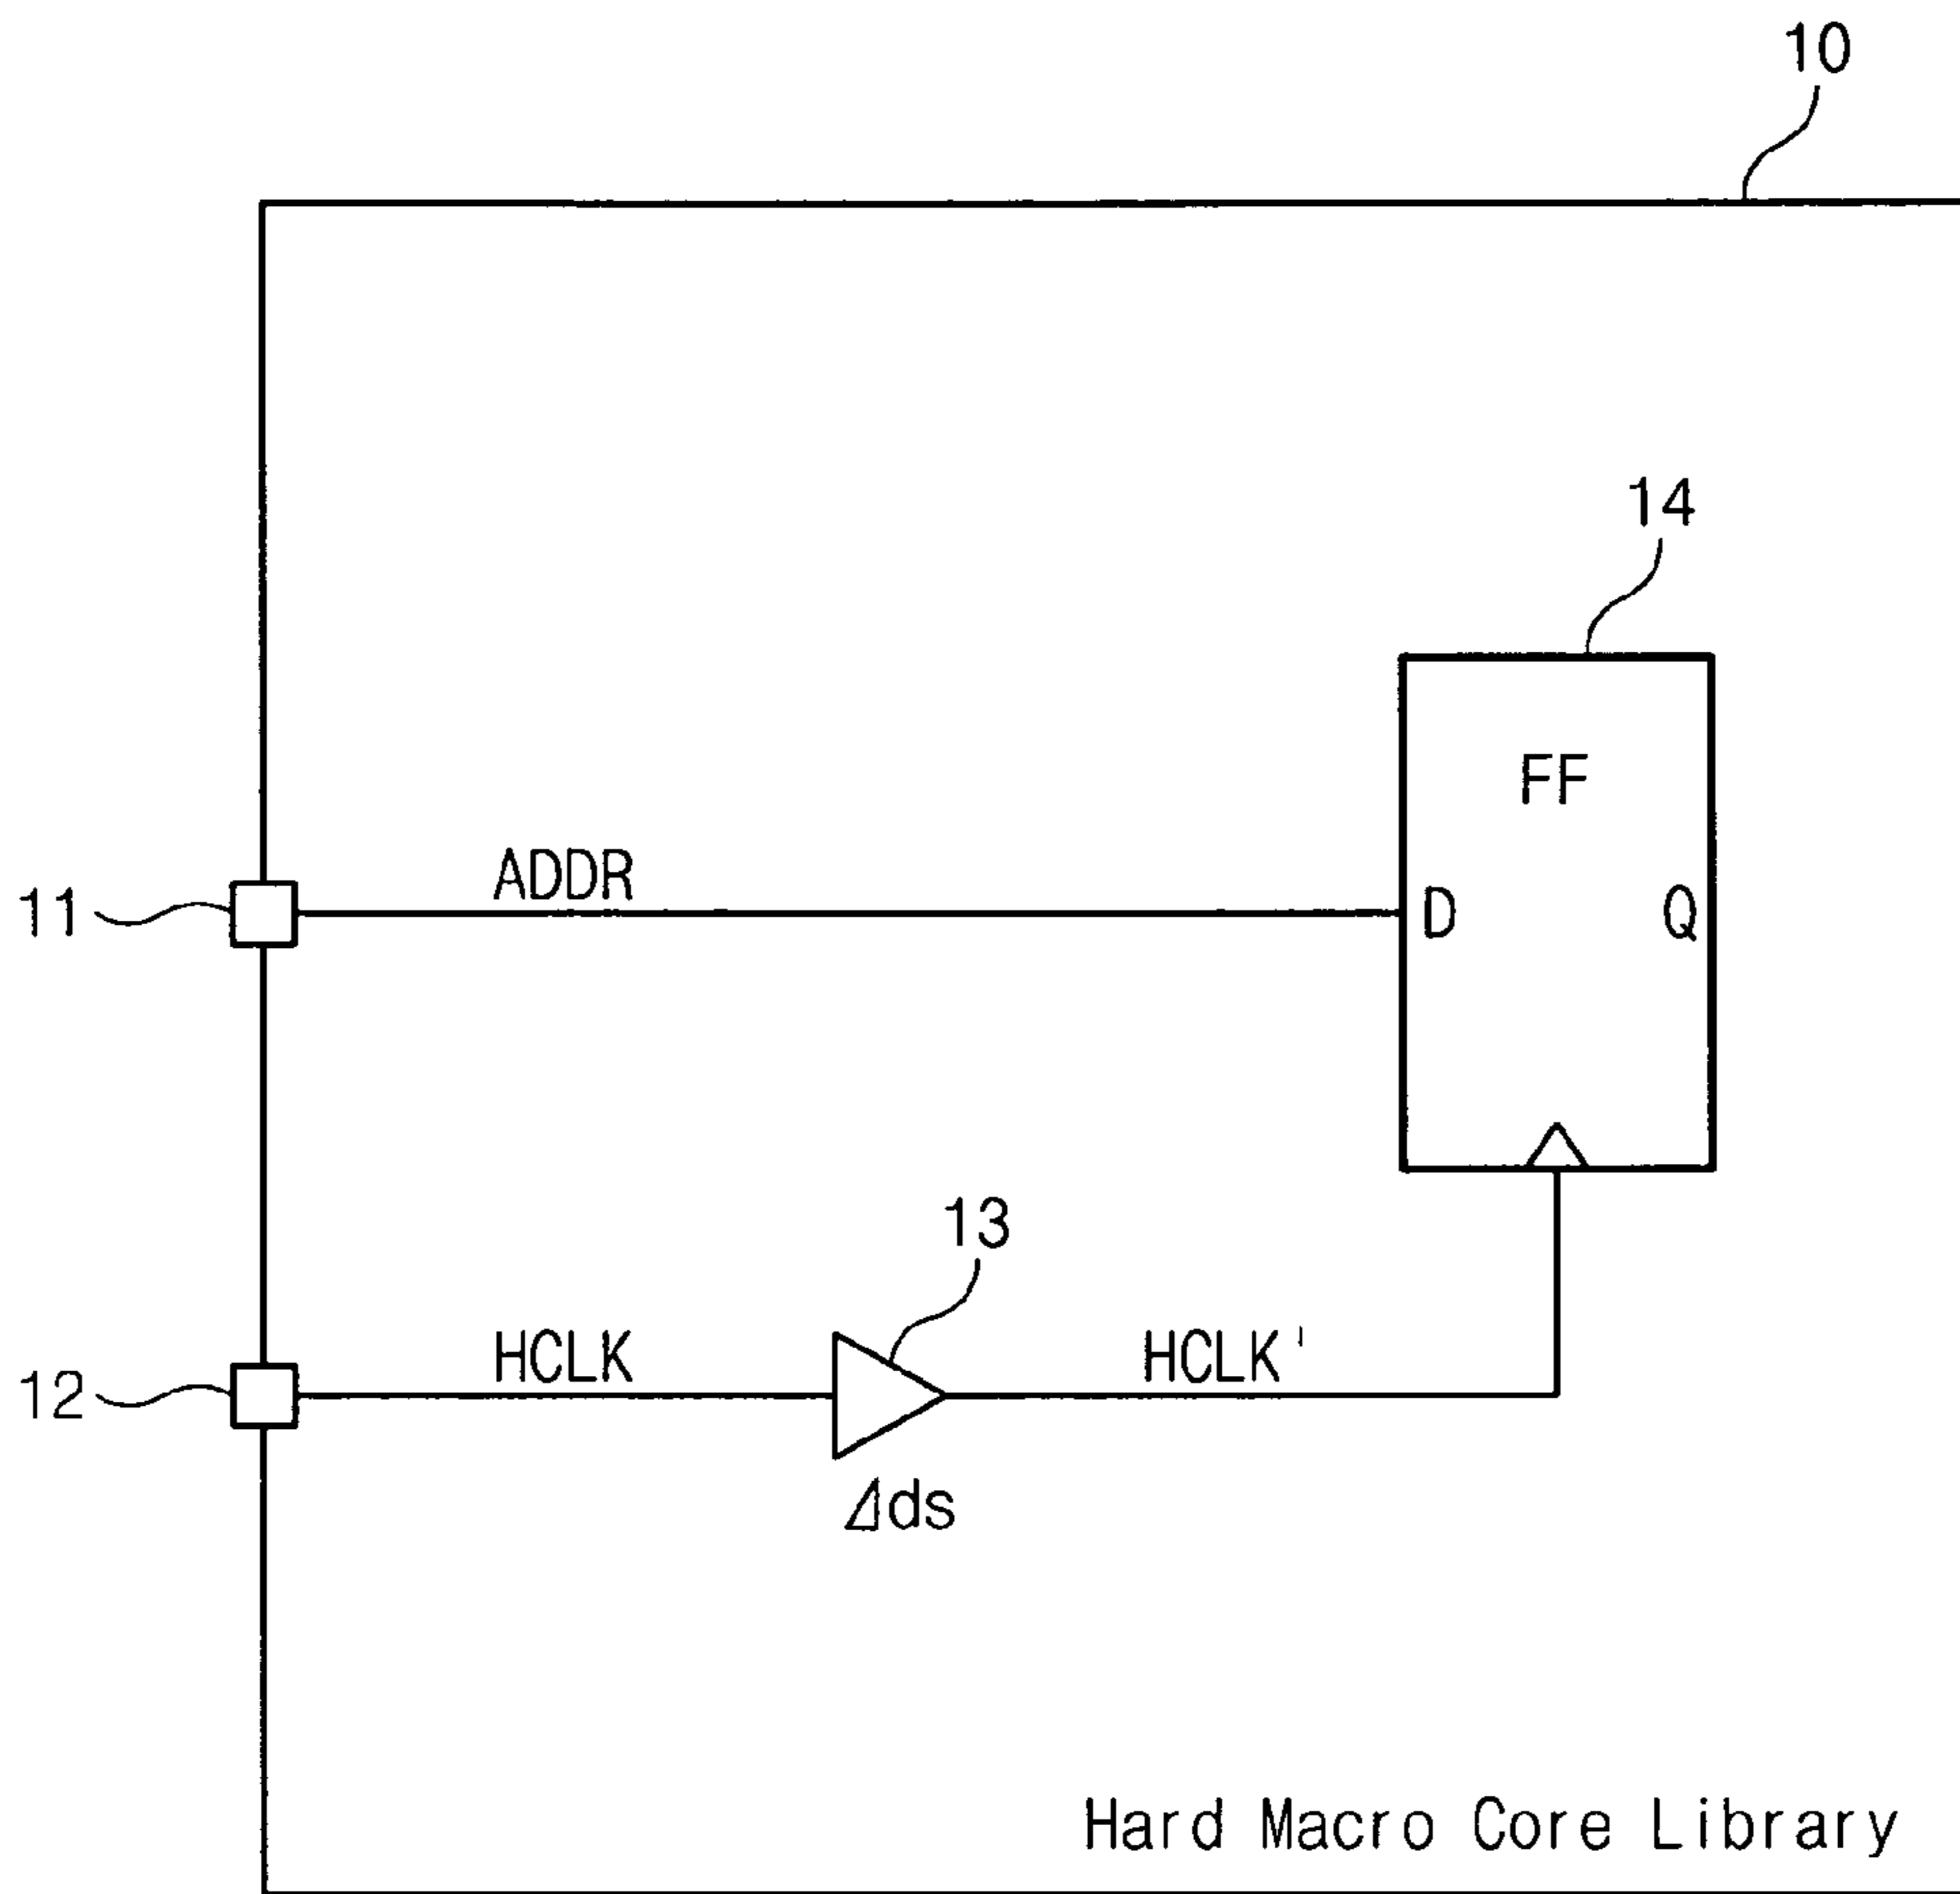 10
14
FF
ADDR
11
D
Q
13
HCLK
HCLK'
12
Δds
Hard Macro Core Library